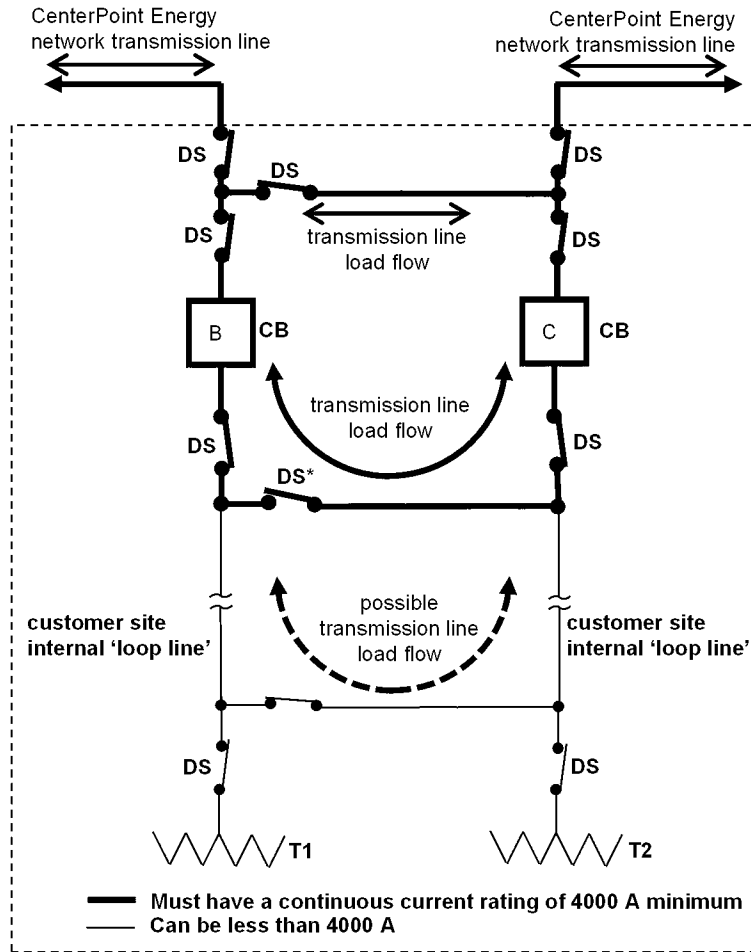 CenterPoint Energy
network transmission line
CenterPoint Energy
network transmission line
DS
DS
DS
transmission line
load flow
DS
DS
B
CB
C
CB
transmission line
load flow
DS
DS
DS*
customer site
internal 'loop line'
possible
transmission line
load flow
customer site
internal 'loop line'
DS
DS
T1
T2
Must have a continuous current rating of 4000 A minimum
Can be less than 4000 A